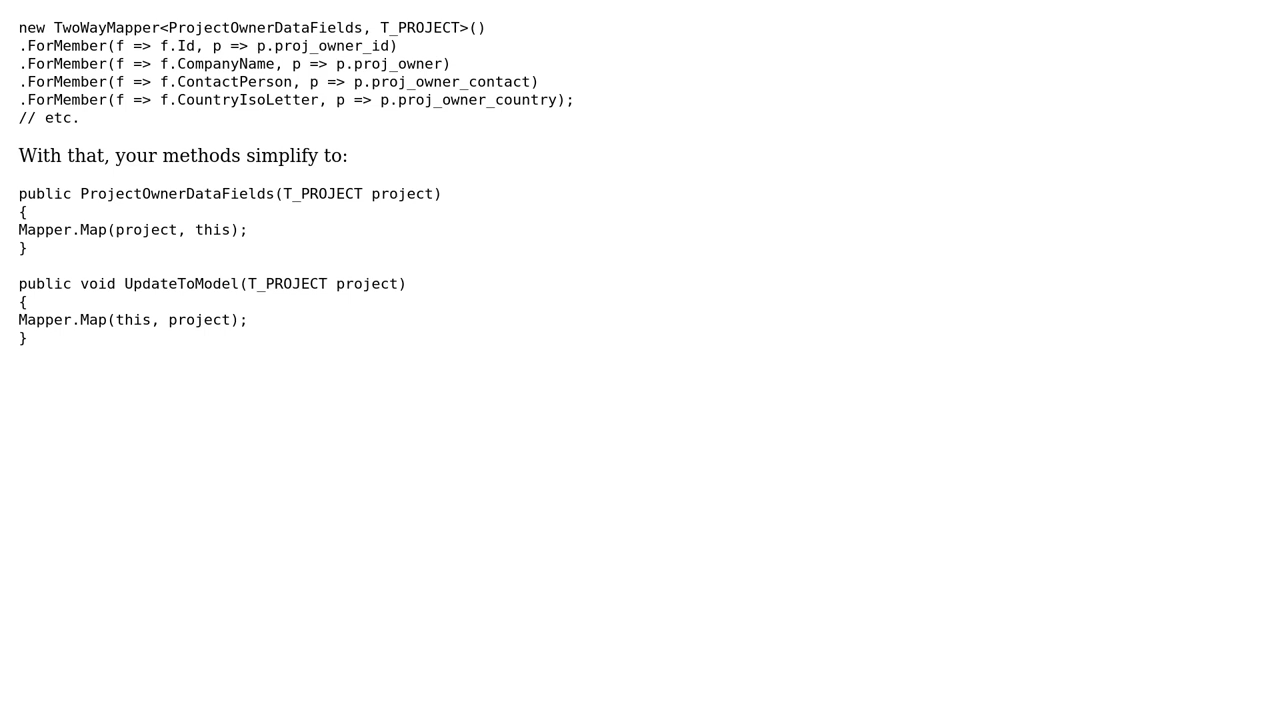 new TwoWayMapper<ProjectOwnerDataFields, T_PROJECT>()
.ForMember(f => f.Id, p => p.proj_owner_id)
.ForMember(f => f.CompanyName, p => p.proj_owner)
.ForMember(f => f.ContactPerson, p => p.proj_owner_contact)
.ForMember(f => f.CountryIsoLetter, p => p.proj_owner_country);
// etc.
With that, your methods simplify to:
public ProjectOwnerDataFields(T_PROJECT project)
{
Mapper.Map(project, this);
}
public void UpdateToModel(T_PROJECT project)
{
Mapper.Map(this, project);
}